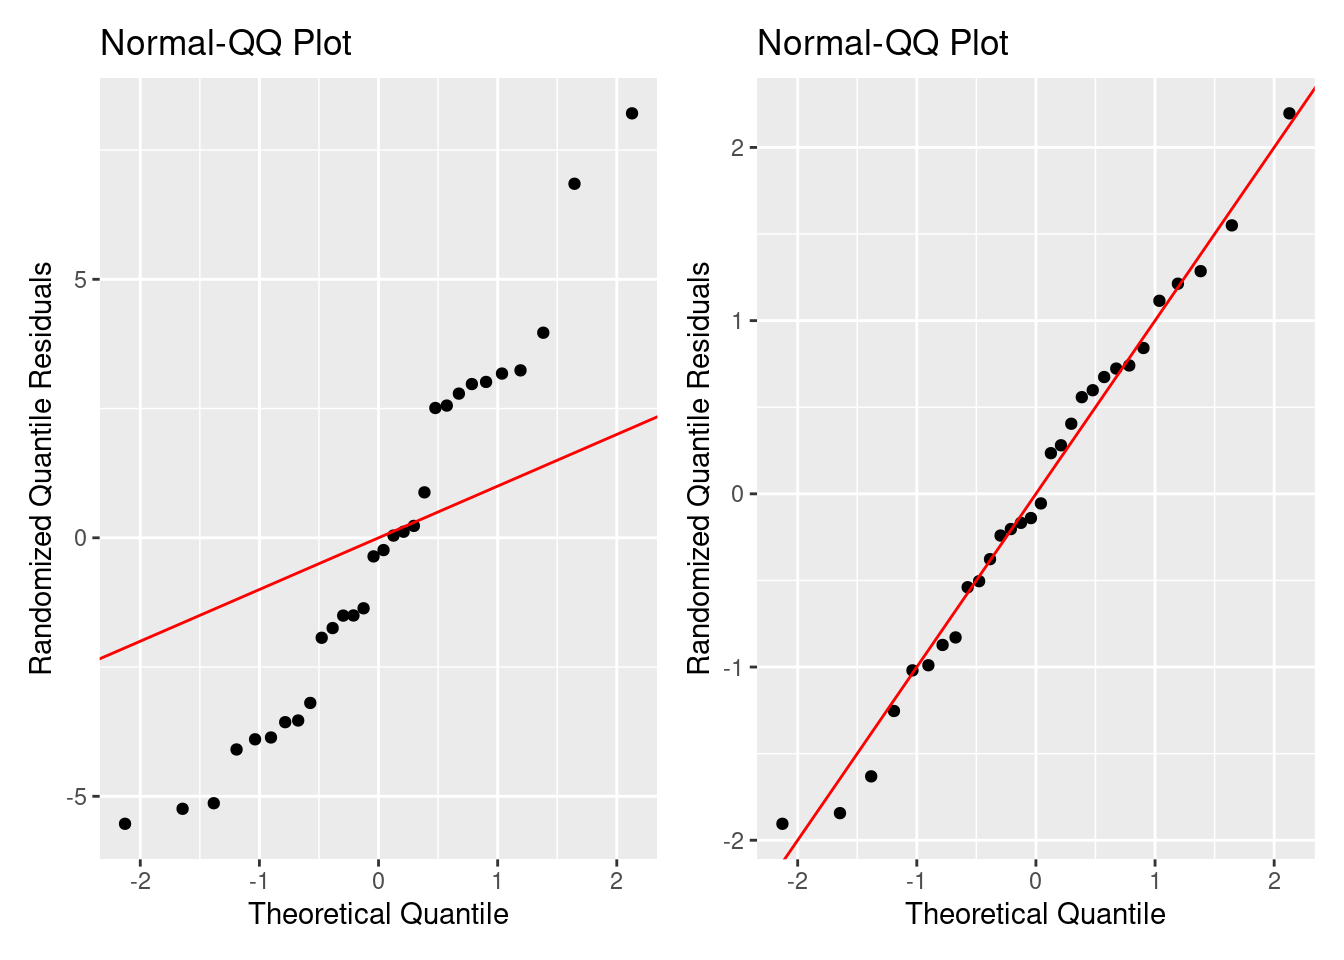 Normal-QQ Plot
Randomized Quantile Residuals
5
0
-5
-2 -1 0 1 2
Theoretical Quantile
Normal-QQ Plot
Randomized Quantile Residuals
2
1
0
-1
-2
-2 -1 0 1 2
Theoretical Quantile